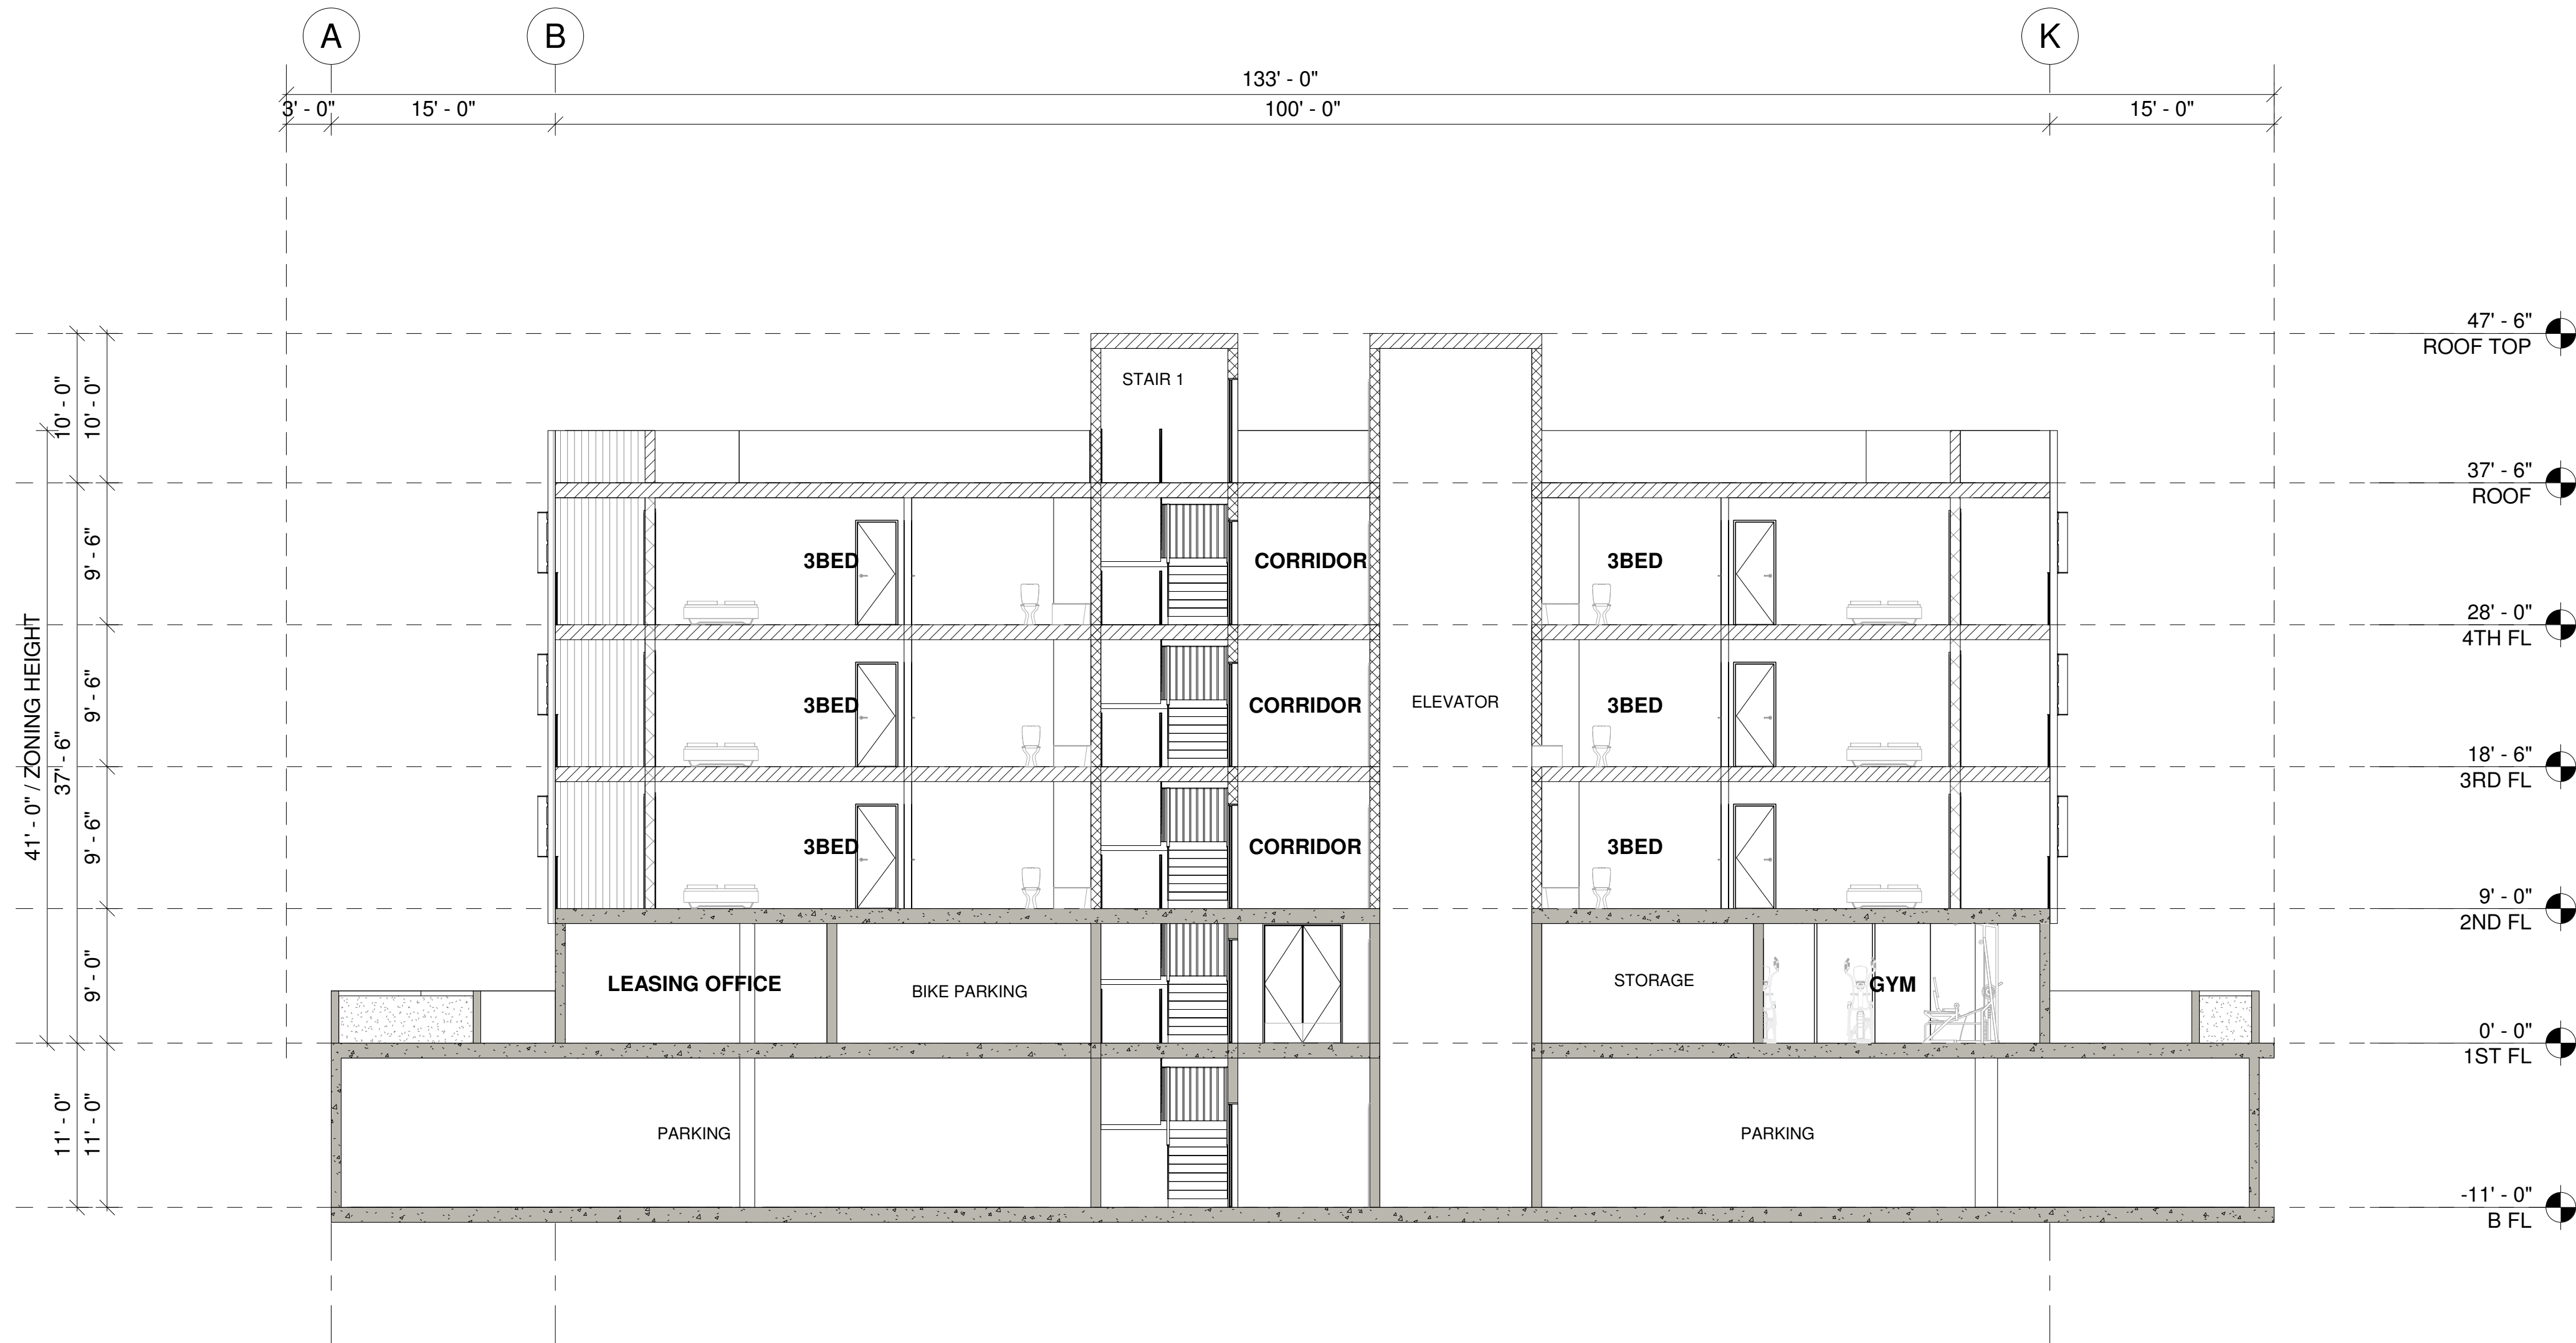 A
B
K
133' - 0"
3' - 0"
15' - 0"
100' - 0"
15' - 0"
47' - 6"
ROOF TOP
STAIR 1
10' - 0"
10' - 0"
37' - 6"
ROOF
9' - 6"
3BED
CORRIDOR
3BED
28' - 0"
4TH FL
41' - 0" / ZONING HEIGHT
37' - 6"
9' - 6"
3BED
CORRIDOR
ELEVATOR
3BED
18' - 6"
3RD FL
9' - 6"
3BED
CORRIDOR
3BED
9' - 0"
2ND FL
9' - 0"
LEASING OFFICE
BIKE PARKING
STORAGE
GYM
0' - 0"
1ST FL
11' - 0"
11' - 0"
PARKING
PARKING
-11' - 0"
B FL